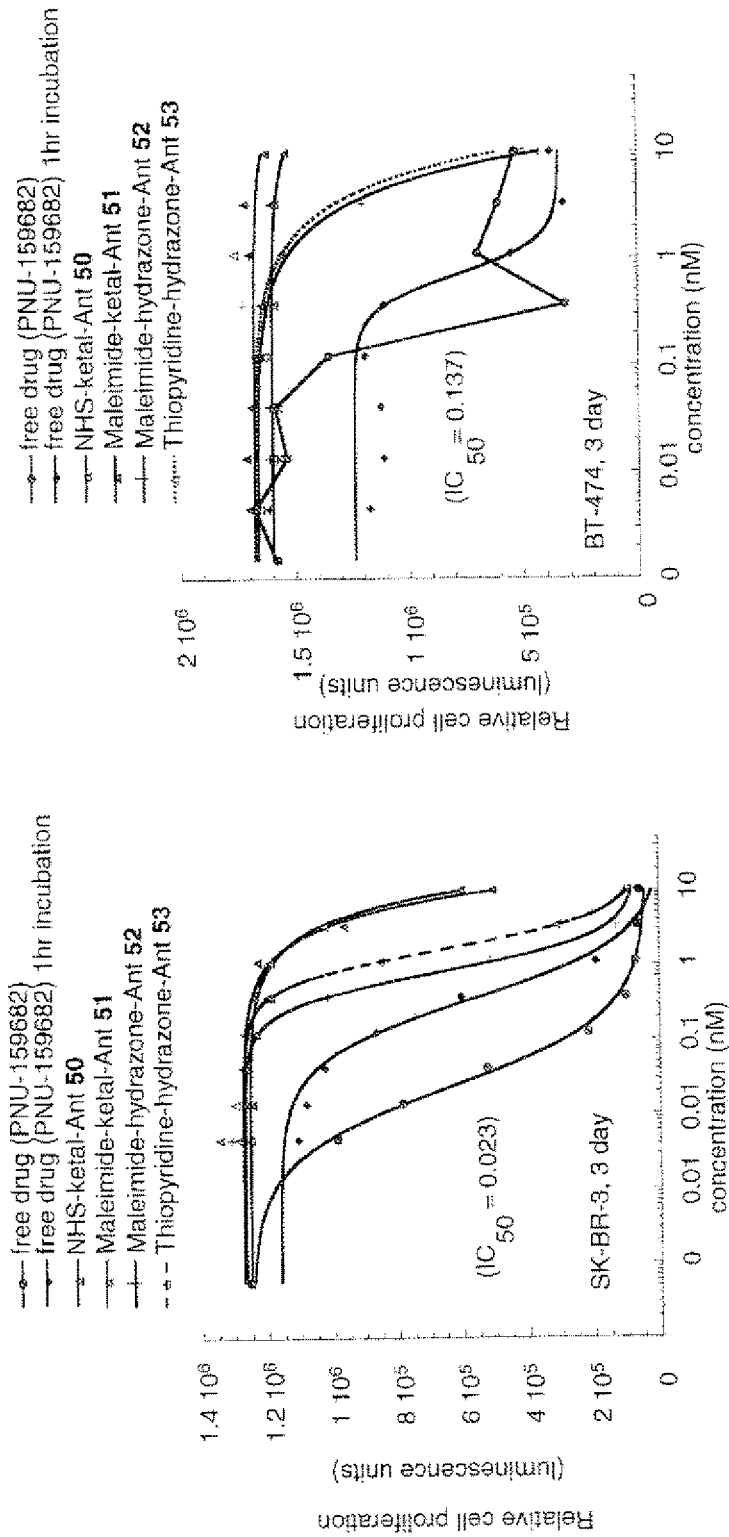 free drug (PNU-159682)
free drug (PNU-159682) 1hr incubation
NHS-ketal-Ant 50
Maleimide-ketal-Ant 51
Maleimide-hydrazone-Ant 52
Thiopyridine-hydrazone-Ant 53
Relative cell proliferation
(luminescence units)
1.4 10⁶
1.2 10⁶
1 10⁶
8 10⁵
6 10⁵
4 10⁵
2 10⁵
0
(IC50 = 0.023)
SK-BR-3, 3 day
0 0.01 0.01 0.1 1 10
concentration (nM)
free drug (PNU-159682)
free drug (PNU-159682) 1hr incubation
NHS-ketal-Ant 50
Maleimide-ketal-Ant 51
Maleimide-hydrazone-Ant 52
Thiopyridine-hydrazone-Ant 53
Relative cell proliferation
(luminescence units)
2 10⁶
1.5 10⁶
1 10⁶
5 10⁵
0
(IC50 = 0.137)
BT-474, 3 day
0 0.01 0.1 1 10
concentration (nM)